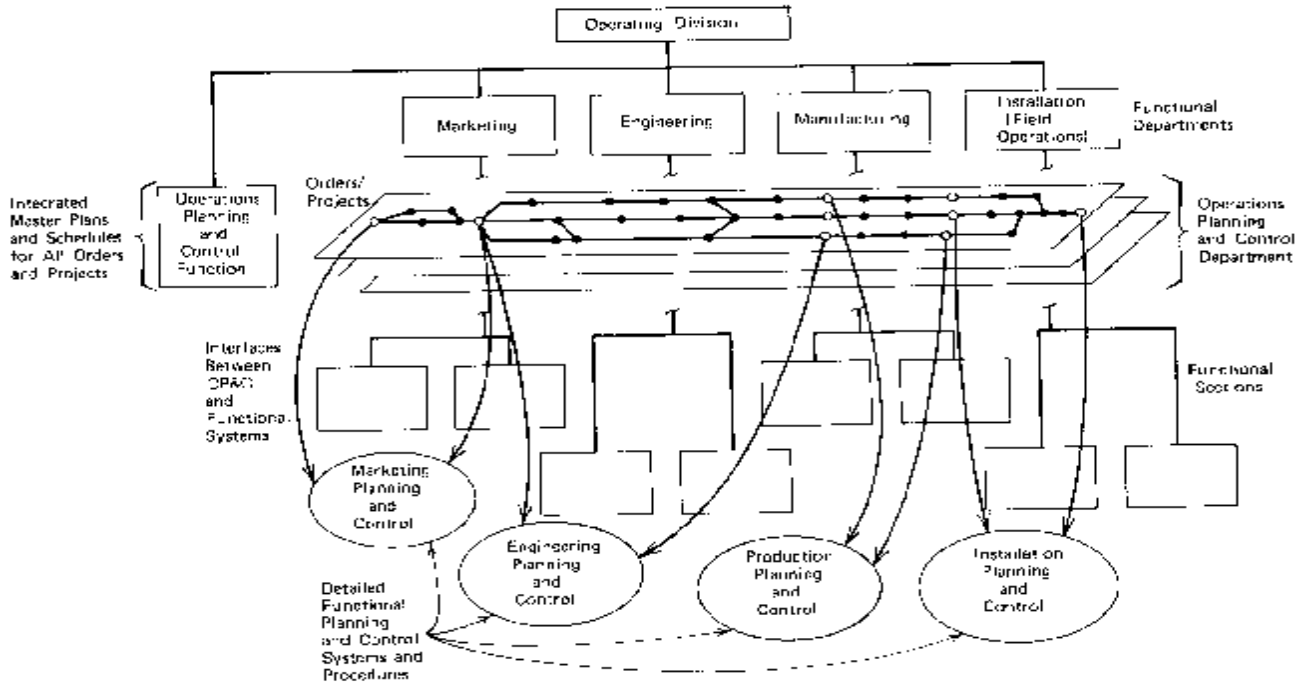 Operating Division
Marketing
Engineering
Manufacturing
Installation
(Field
Operations)
Functional
Departments
Integrated
Master Plans
and Schedules
for All Orders
and Projects
Operations
Planning
and
Control
Function
Orders/
Projects
Operations
Planning
and Control
Department
Interfaces
Between
OPAC
and
Functional
Systems
Functional
Sections
Marketing
Planning
and
Control
Engineering
Planning
and
Control
Production
Planning
and
Control
Installation
Planning
and
Control
Detailed
Functional
Planning
and Control
Systems and
Procedures